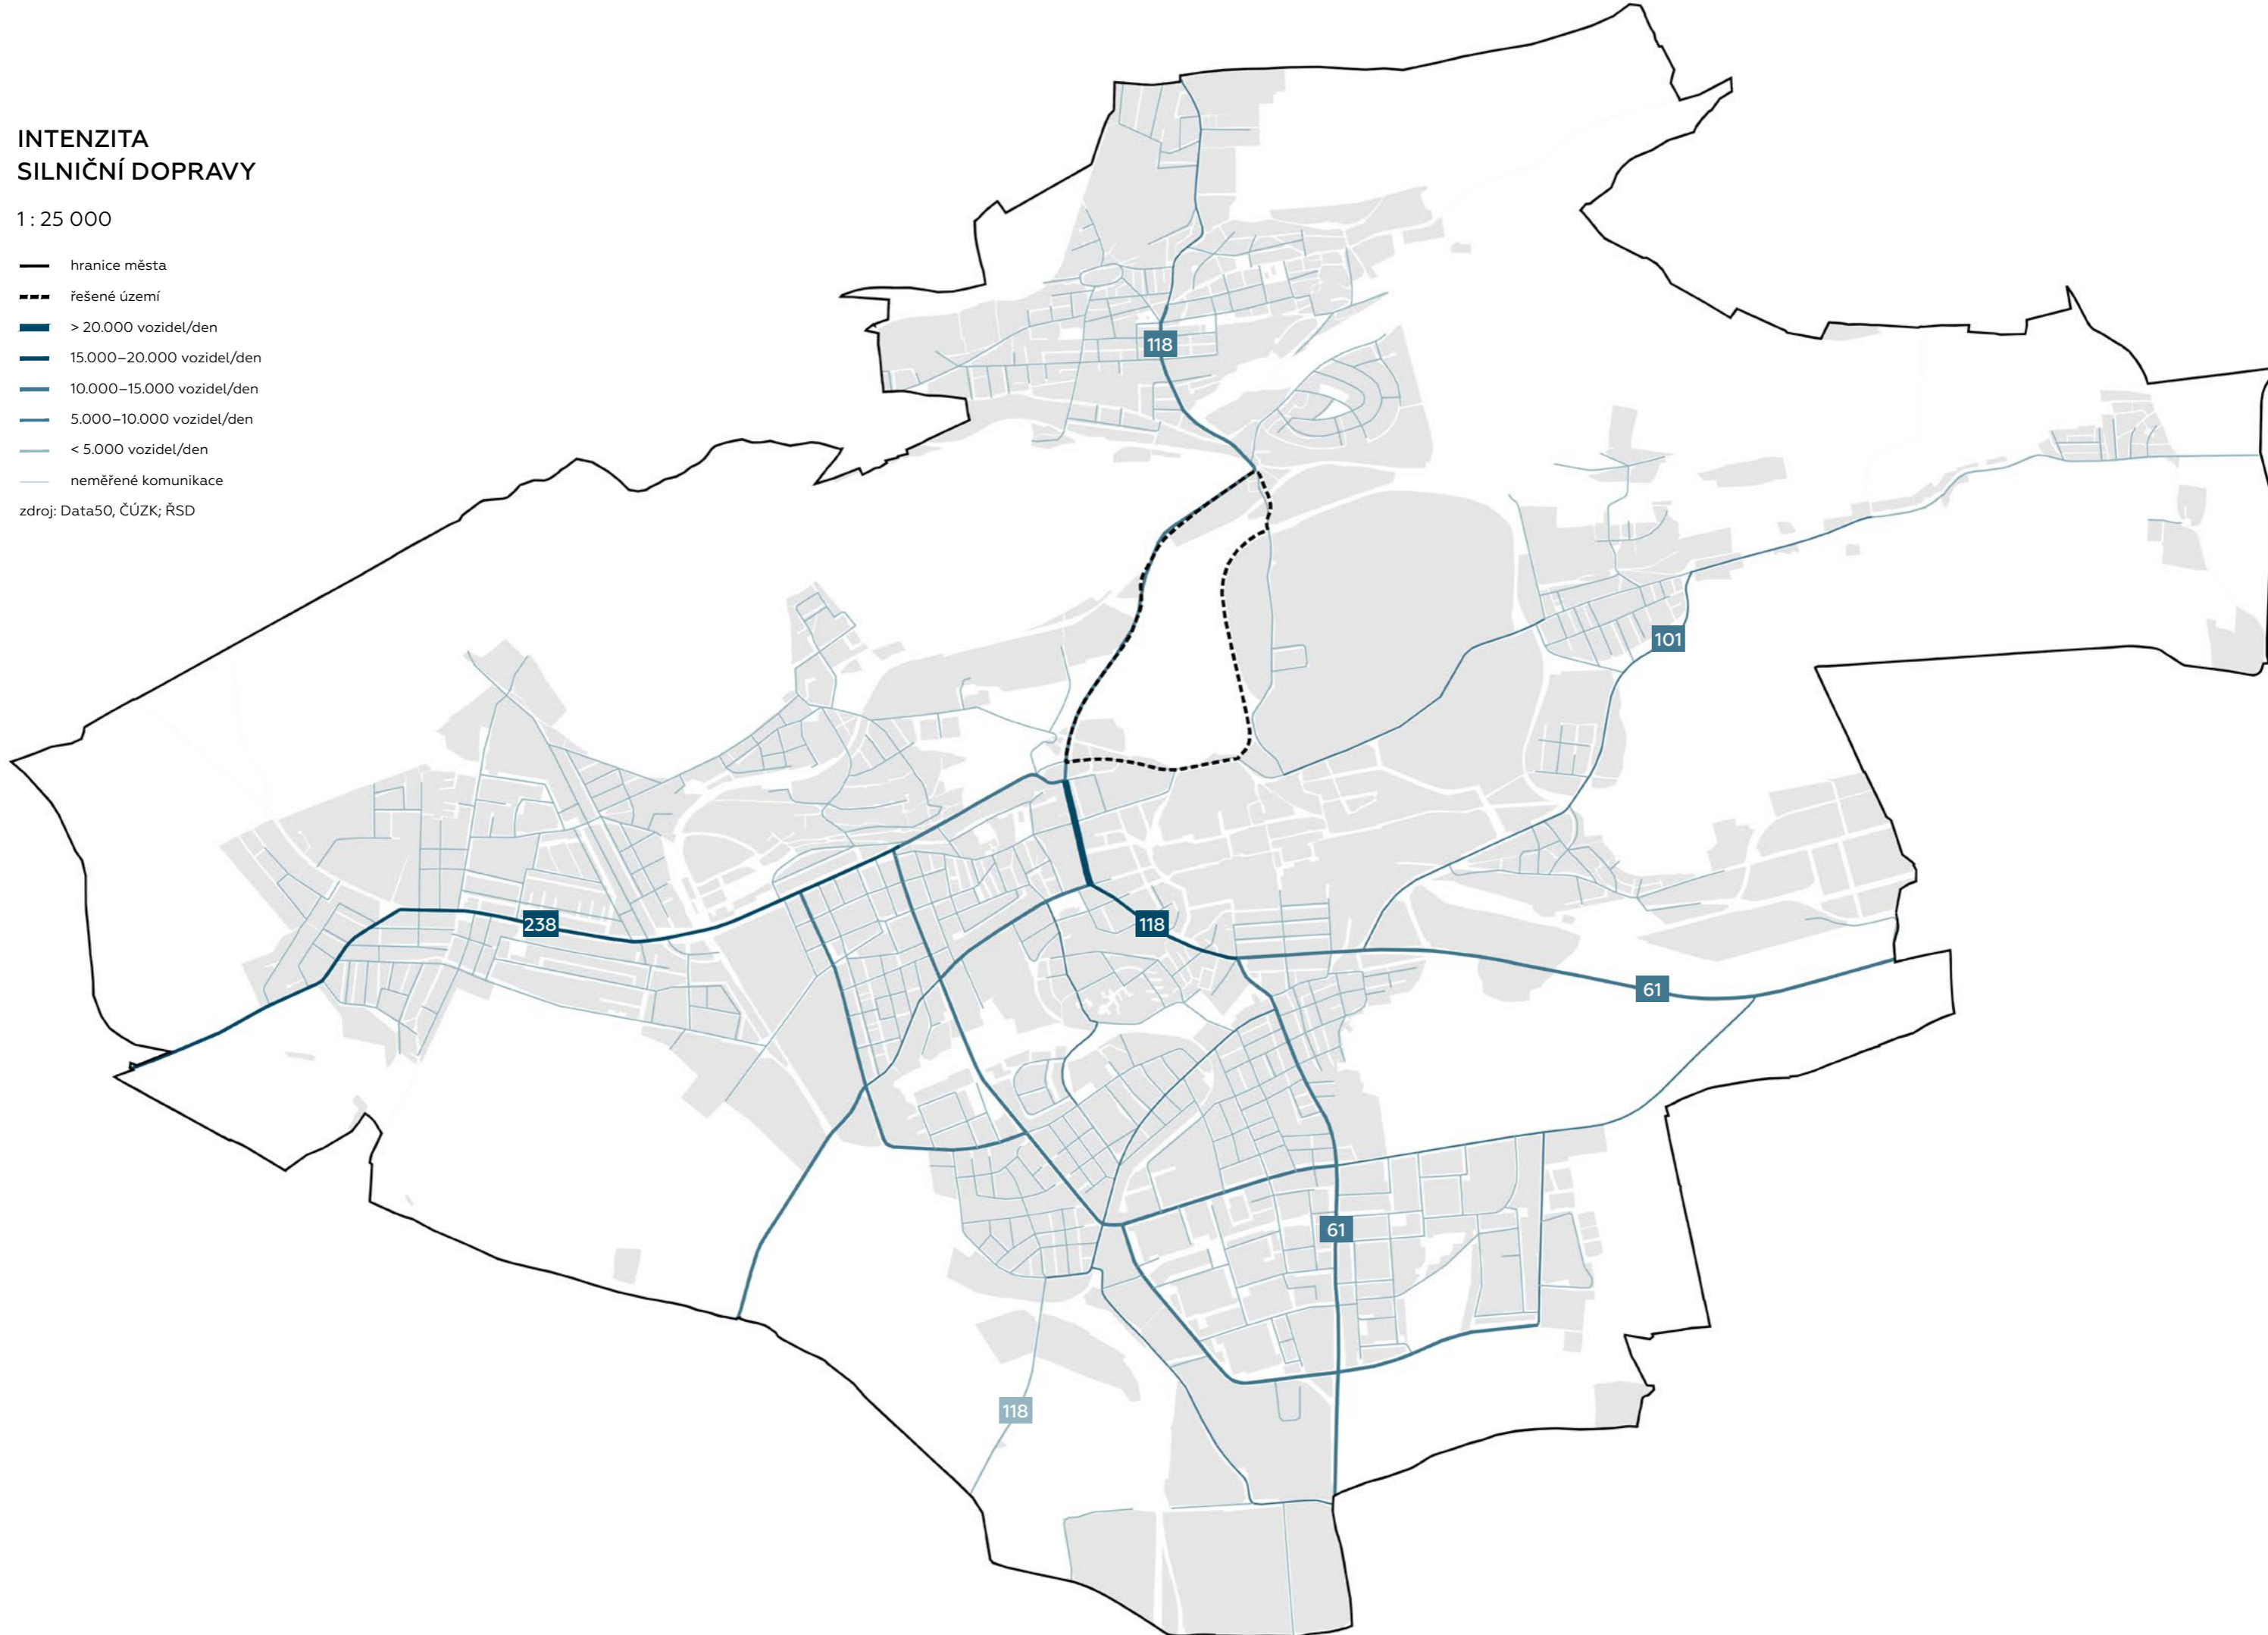 INTENZITA
SILNIČNÍ DOPRAVY
1 : 25 000
hranice města
řešené území
> 20.000 vozidel/den
15.000–20.000 vozidel/den
10.000–15.000 vozidel/den
5.000–10.000 vozidel/den
< 5.000 vozidel/den
neměřené komunikace
zdroj: Data50, ČÚZK; ŘSD
118
101
238
118
61
61
118